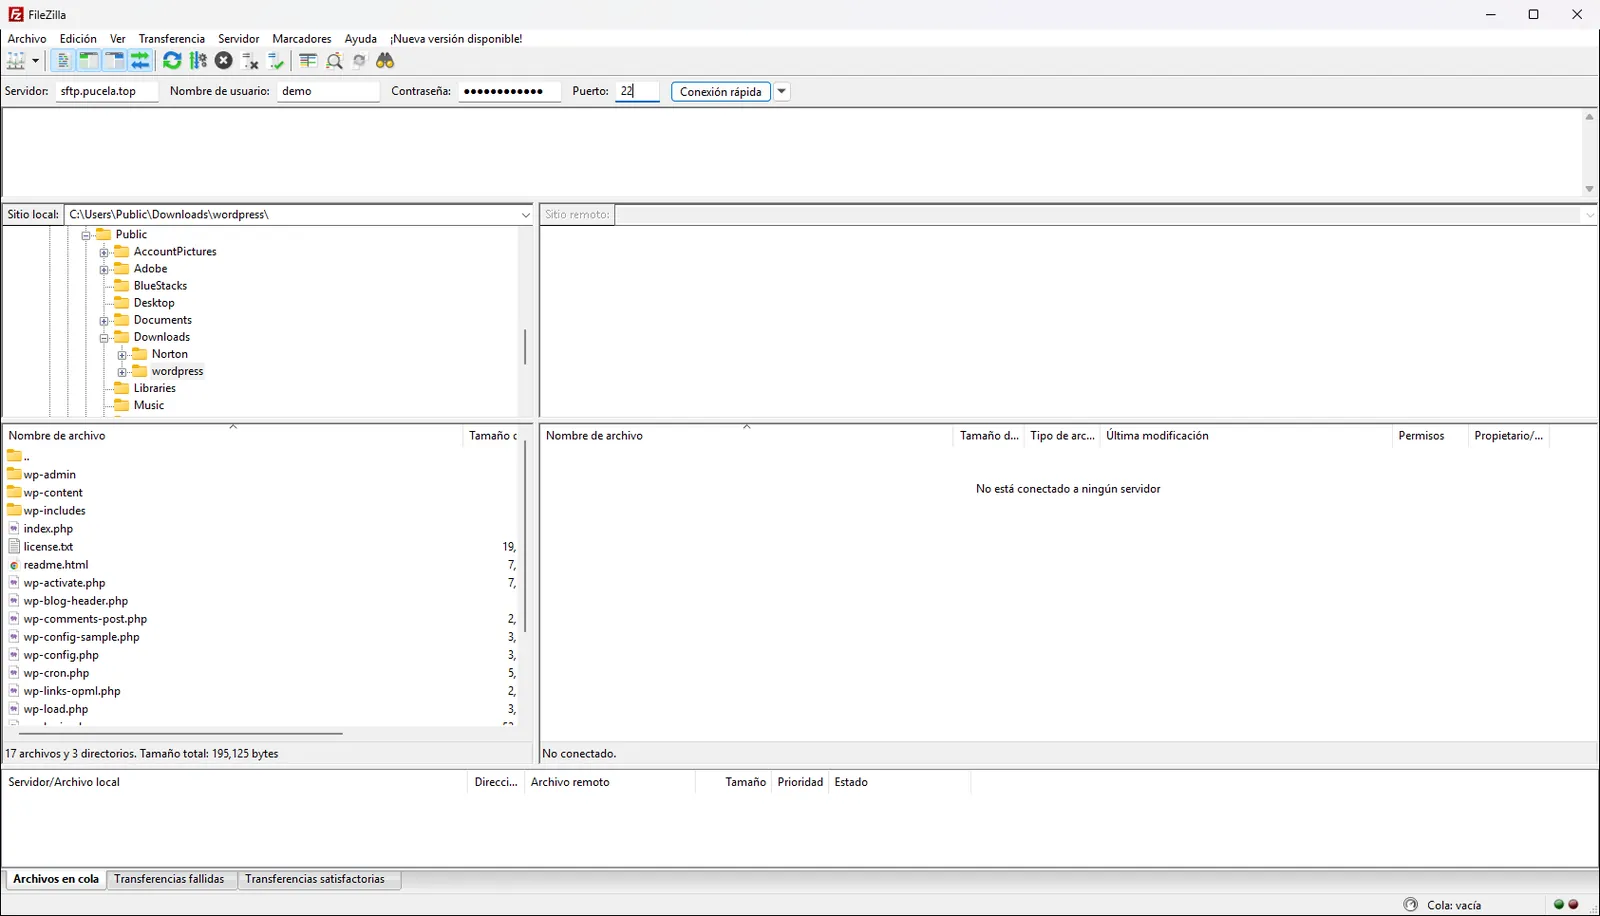 FileZilla
Archivo Edición Ver Transferencia Servidor Marcadores Ayuda ¡Nueva versión disponible!
Servidor: sftp.pucela.top Nombre de usuario: demo Contraseña: ●●●●●●●●●●●● Puerto: 22 Conexión rápida
Sitio local: C:\Users\Public\Downloads\wordpress\
Public
AccountPictures
Adobe
BlueStacks
Desktop
Documents
Downloads
Norton
wordpress
Libraries
Music
Sitio remoto:
Nombre de archivo Tamaño
..
wp-admin
wp-content
wp-includes
index.php
license.txt 19,
readme.html 7,
wp-activate.php 7,
wp-blog-header.php
wp-comments-post.php 2,
wp-config-sample.php 3,
wp-config.php 3,
wp-cron.php 5,
wp-links-opml.php 2,
wp-load.php 3,
17 archivos y 3 directorios. Tamaño total: 195,125 bytes
Nombre de archivo Tamaño d... Tipo de arc... Última modificación Permisos Propietario/...
No está conectado a ningún servidor
No conectado.
Servidor/Archivo local Direcci... Archivo remoto Tamaño Prioridad Estado
Archivos en cola Transferencias fallidas Transferencias satisfactorias
Cola: vacía